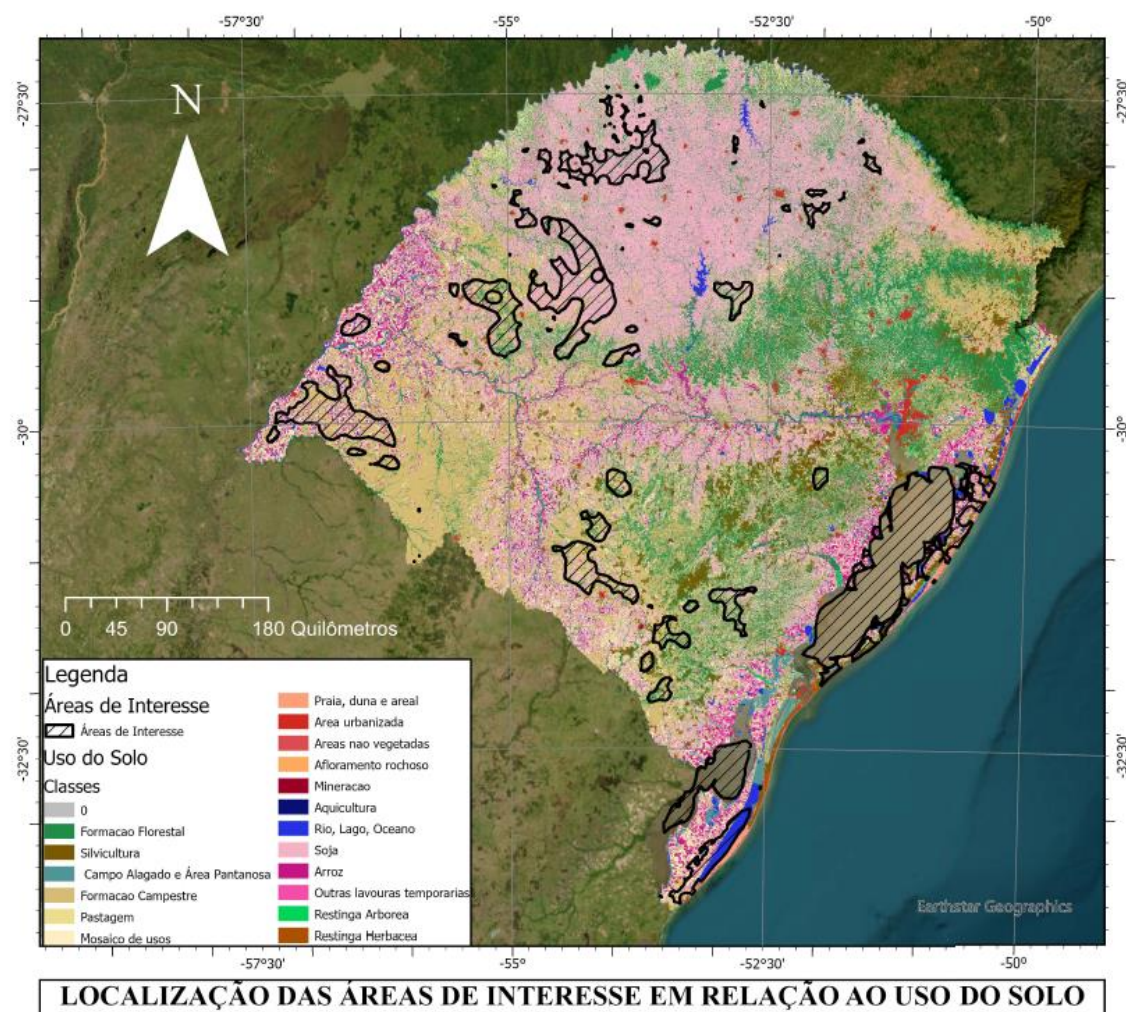 -57°30'
-55°
-52°30'
-50°
-27°30'
-27°30'
N
-30°
-30°
0 45 90 180 Quilômetros
-32°30'
-32°30'
Legenda
Áreas de Interesse
Áreas de Interesse
Uso do Solo
Classes
0
Formacao Florestal
Silvicultura
Campo Alagado e Área Pantanosa
Formacao Campestre
Pastagem
Mosaico de usos
Praia, duna e areal
Area urbanizada
Areas nao vegetadas
Afloramento rochoso
Mineracao
Aquicultura
Rio, Lago, Oceano
Soja
Arroz
Outras lavouras temporarias
Restinga Arborea
Restinga Herbacea
Earthstar Geographics
-57°30'
-55°
-52°30'
-50°
LOCALIZAÇÃO DAS ÁREAS DE INTERESSE EM RELAÇÃO AO USO DO SOLO